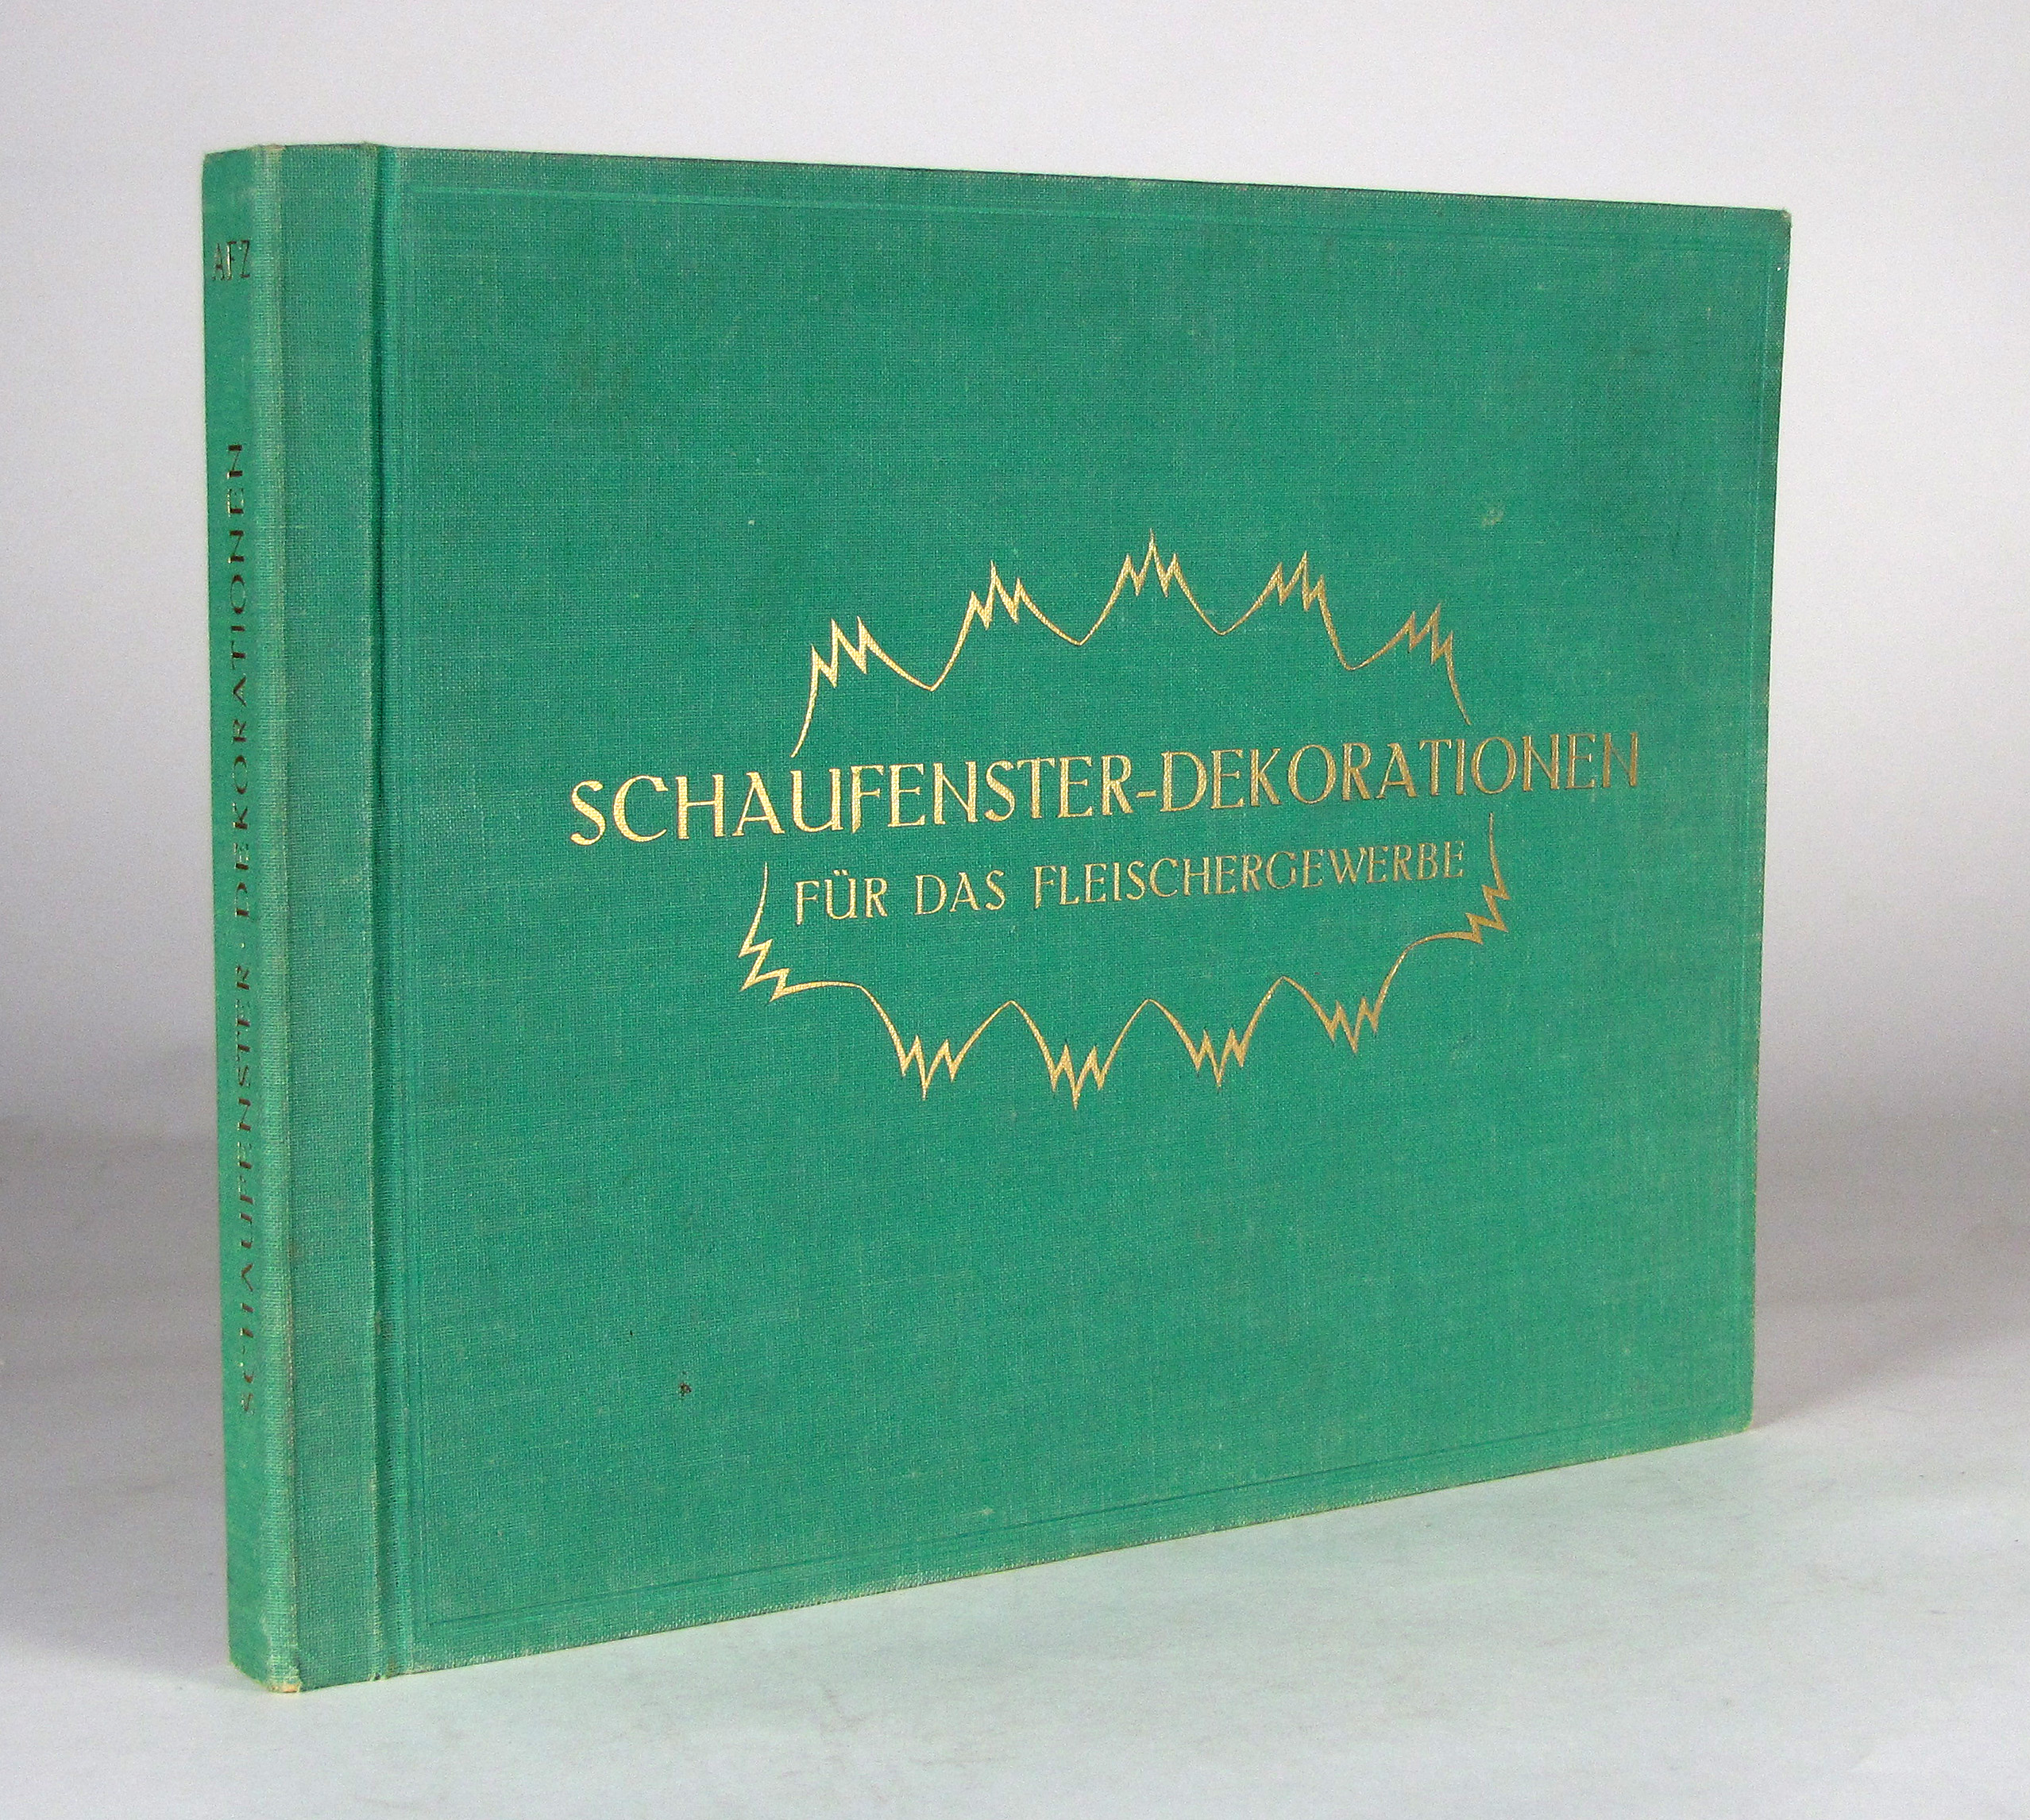 AFZ
SCHAUFENSTER · DEKORATIONEN
SCHAUFENSTER-DEKORATIONEN
FÜR DAS FLEISCHERGEWERBE